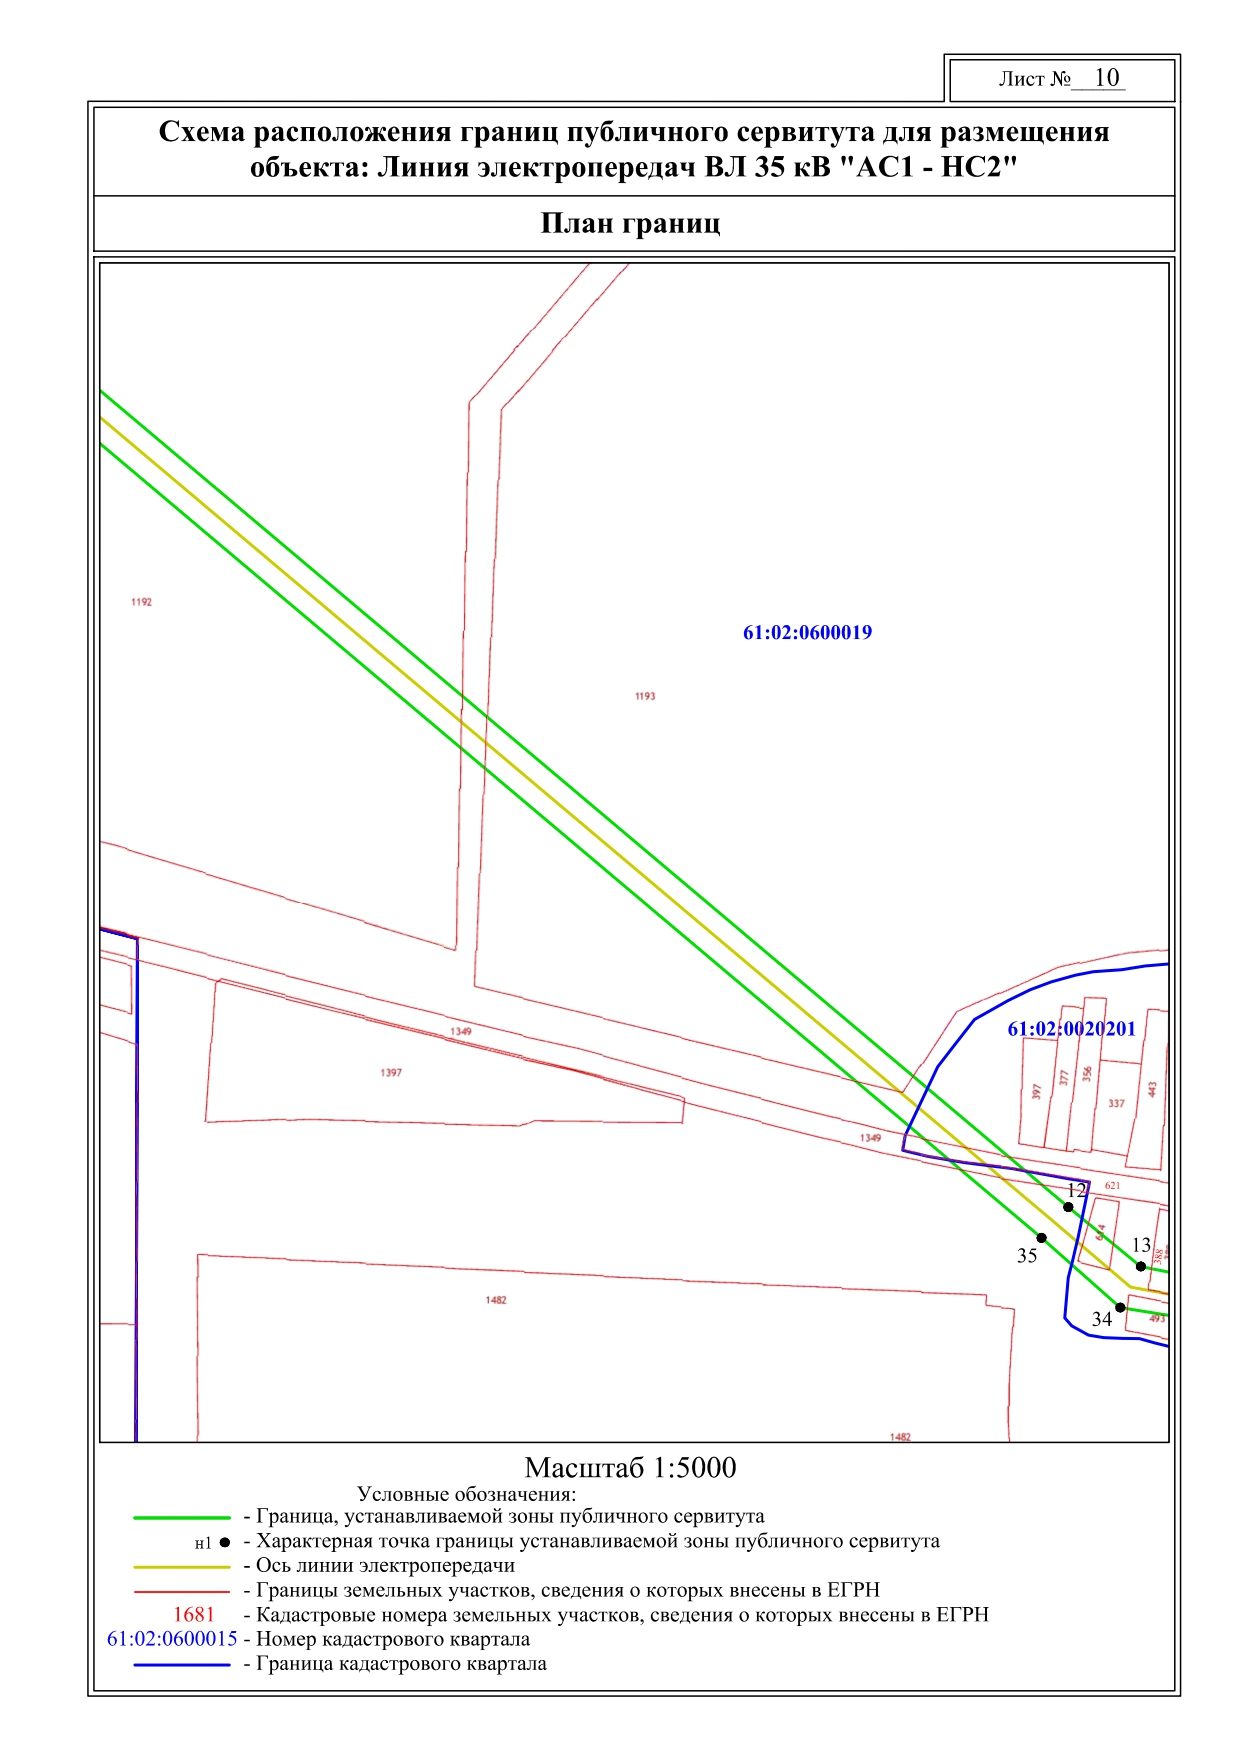 Лист № 10
Схема расположения границ публичного сервитута для размещения
объекта: Линия электропередач ВЛ 35 кВ "АС1 - НС2"
План границ
1192
61:02:0600019
1193
61:02:0020201
1349
1397
397
377
356
337
443
1349
621
12
614
13
388
35
34
493
1482
1482
Масштаб 1:5000
Условные обозначения:
- Граница, устанавливаемой зоны публичного сервитута
н1 - Характерная точка границы устанавливаемой зоны публичного сервитута
- Ось линии электропередачи
- Границы земельных участков, сведения о которых внесены в ЕГРН
1681 - Кадастровые номера земельных участков, сведения о которых внесены в ЕГРН
61:02:0600015 - Номер кадастрового квартала
- Граница кадастрового квартала